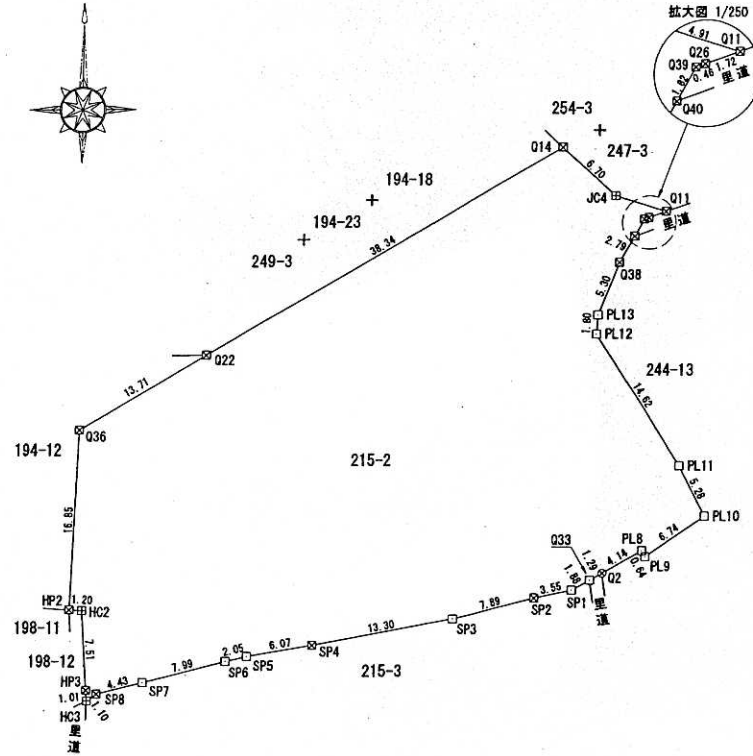 拡大図 1/250
4.91
Q11
Q26
Q39
0.46
1.72
里道
1.82
Q40
254-3
Q14
247-3
6.70
JC4
Q11
194-18
194-23
249-3
38.34
里道
2.79
Q38
5.30
PL13
1.80
PL12
244-13
Q22
14.62
13.71
Q36
194-12
215-2
PL11
5.28
PL10
16.85
6.74
PL8
Q33
4.14
PL9
0.64
1.29
Q2
1.88
SP1
里道
3.55
SP2
HP2
1.20
HC2
198-11
7.89
SP3
13.30
7.51
198-12
6.07
SP4
2.05
SP5
SP6
215-3
7.99
SP7
4.43
HP3
SP8
1.01
HC3
1.10
里道